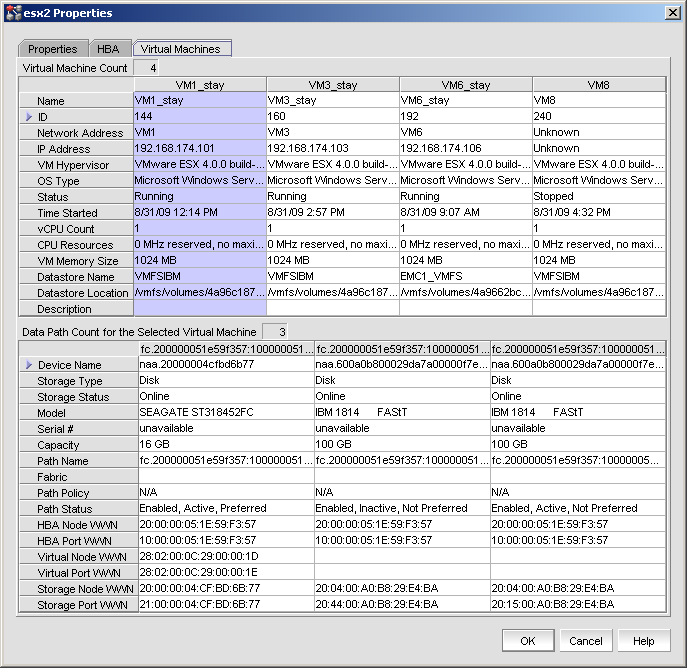 esx2 Properties
Properties HBA Virtual Machines
Virtual Machine Count 4
VM1_stay VM3_stay VM6_stay VM8
Name VM1_stay VM3_stay VM6_stay VM8
ID 144 160 192 240
Network Address VM1 VM3 VM6 Unknown
IP Address 192.168.174.101 192.168.174.103 192.168.174.106 Unknown
VM Hypervisor VMware ESX 4.0.0 build-... VMware ESX 4.0.0 build-... VMware ESX 4.0.0 build-... VMware ESX 4.0.0 build-...
OS Type Microsoft Windows Serv... Microsoft Windows Serv... Microsoft Windows Serv... Microsoft Windows Serv...
Status Running Running Running Stopped
Time Started 8/31/09 12:14 PM 8/31/09 2:57 PM 8/31/09 9:07 AM 8/31/09 4:32 PM
vCPU Count 1 1 1 1
CPU Resources 0 MHz reserved, no maxi... 0 MHz reserved, no maxi... 0 MHz reserved, no maxi... 0 MHz reserved, no maxi...
VM Memory Size 1024 MB 1024 MB 1024 MB 1024 MB
Datastore Name VMFSIBM VMFSIBM EMC1_VMFS VMFSIBM
Datastore Location /vmfs/volumes/4a96c187... /vmfs/volumes/4a96c187... /vmfs/volumes/4a9662bc... /vmfs/volumes/4a96c187...
Description
Data Path Count for the Selected Virtual Machine 3
fc.200000051e59f357:100000051... fc.200000051e59f357:100000051... fc.200000051e59f357:100000051...
Device Name naa.20000004cfbd6b77 naa.600a0b800029da7a00000f7e... naa.600a0b800029da7a00000f7e...
Storage Type Disk Disk Disk
Storage Status Online Online Online
Model SEAGATE ST318452FC IBM 1814 FAStT IBM 1814 FAStT
Serial # unavailable unavailable unavailable
Capacity 16 GB 100 GB 100 GB
Path Name fc.200000051e59f357:100000051... fc.200000051e59f357:100000051... fc.200000051e59f357:10000005...
Fabric
Path Policy N/A N/A N/A
Path Status Enabled, Active, Preferred Enabled, Inactive, Not Preferred Enabled, Active, Not Preferred
HBA Node WWN 20:00:00:05:1E:59:F3:57 20:00:00:05:1E:59:F3:57 20:00:00:05:1E:59:F3:57
HBA Port WWN 10:00:00:05:1E:59:F3:57 10:00:00:05:1E:59:F3:57 10:00:00:05:1E:59:F3:57
Virtual Node WWN 28:02:00:0C:29:00:00:1D
Virtual Port WWN 28:02:00:0C:29:00:00:1E
Storage Node WWN 20:00:00:04:CF:BD:6B:77 20:04:00:A0:B8:29:E4:BA 20:04:00:A0:B8:29:E4:BA
Storage Port WWN 21:00:00:04:CF:BD:6B:77 20:44:00:A0:B8:29:E4:BA 20:15:00:A0:B8:29:E4:BA
OK Cancel Help